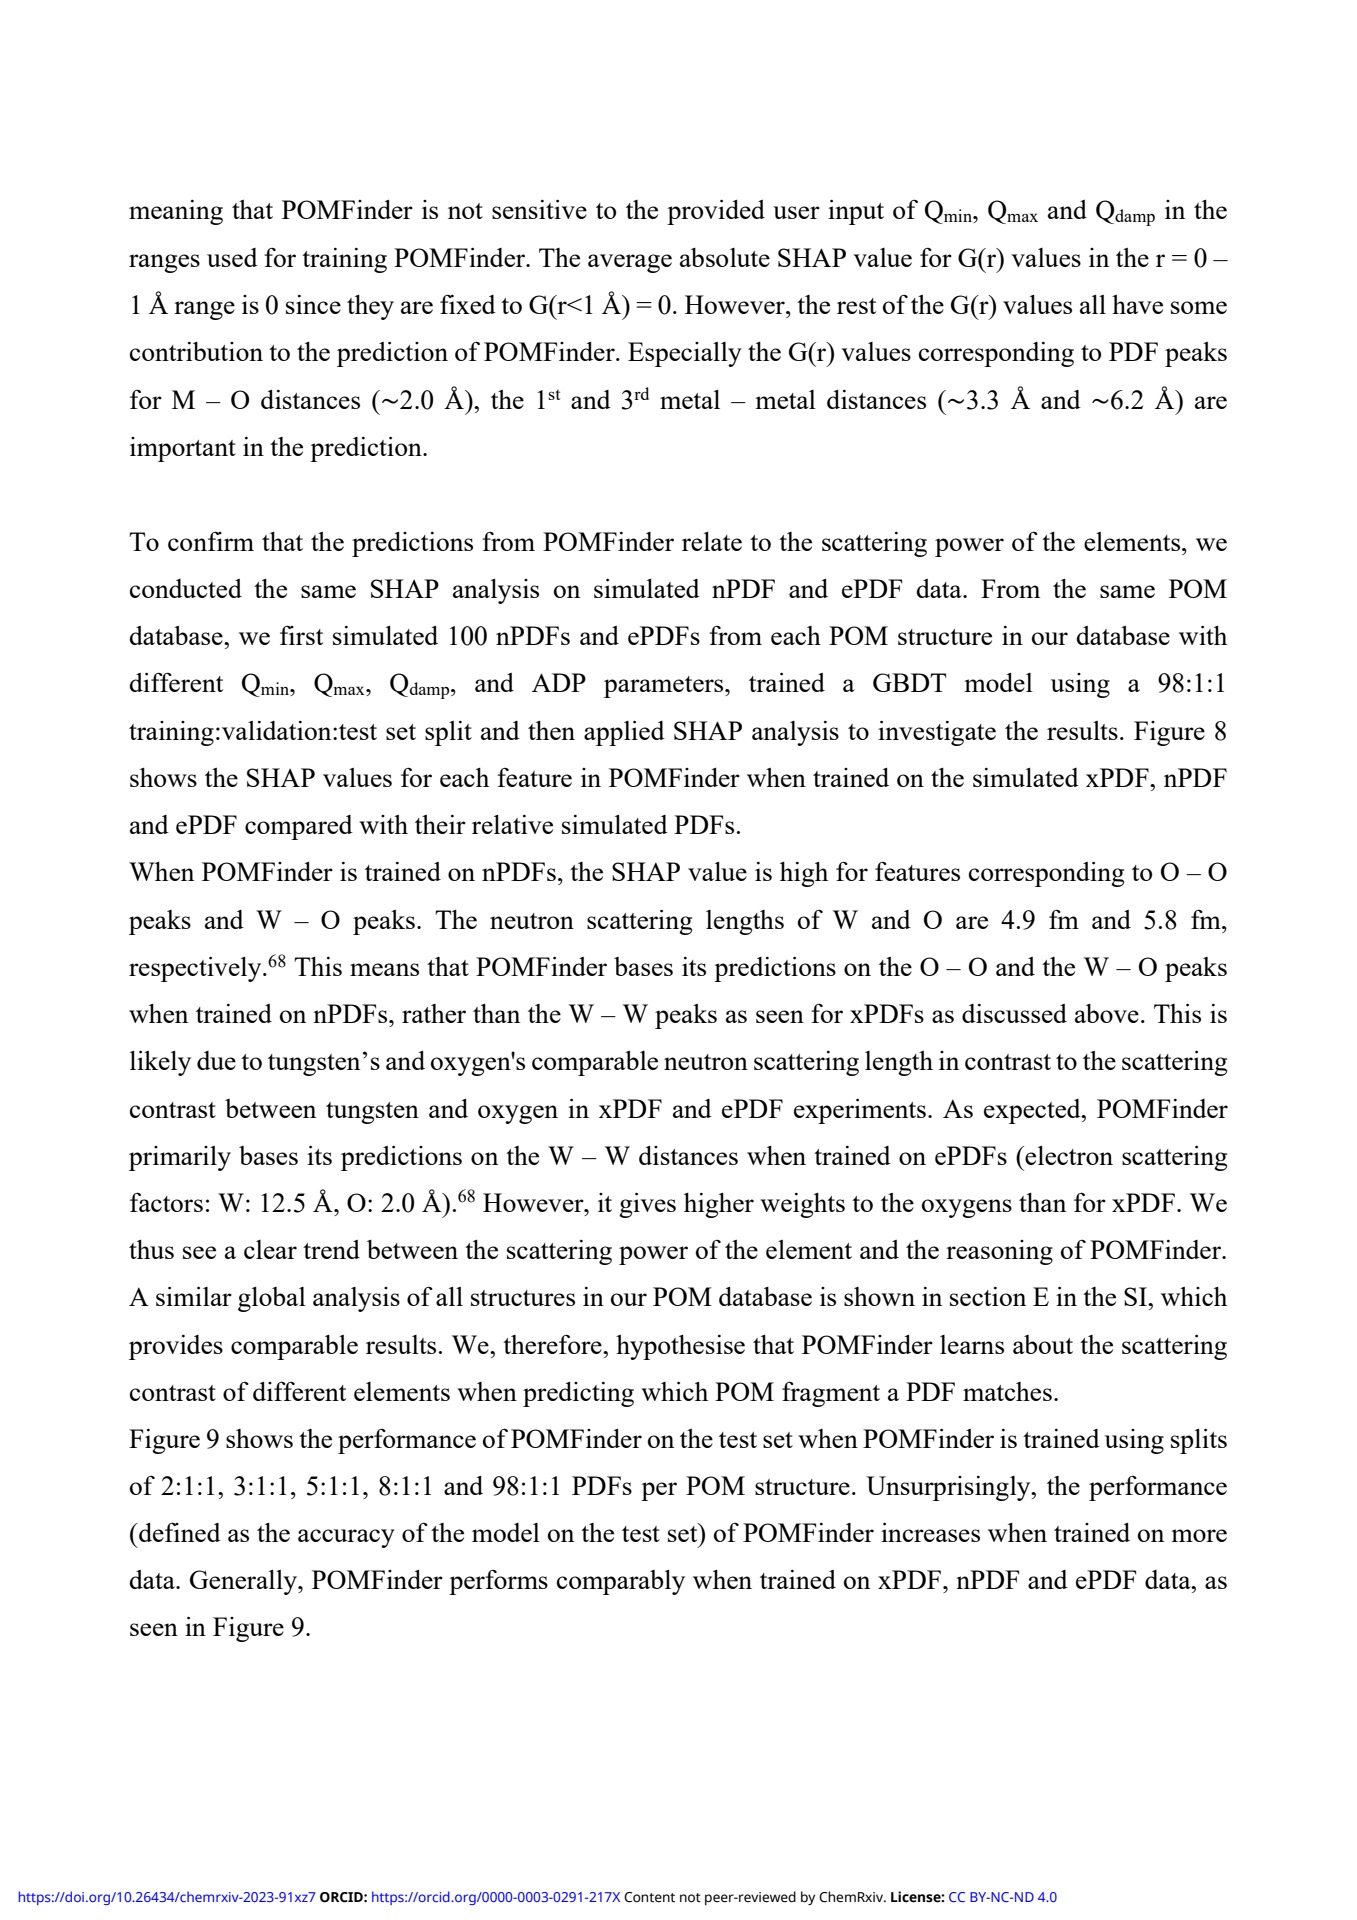 meaning that POMFinder is not sensitive to the provided user input of Qmin, Qmax and Qdamp in the
ranges used for training POMFinder. The average absolute SHAP value for G(r) values in the r = 0 –
1 Å range is 0 since they are fixed to G(r<1 Å) = 0. However, the rest of the G(r) values all have some
contribution to the prediction of POMFinder. Especially the G(r) values corresponding to PDF peaks
for M – O distances (~2.0 Å), the 1st and 3rd metal – metal distances (~3.3 Å and ~6.2 Å) are
important in the prediction.
To confirm that the predictions from POMFinder relate to the scattering power of the elements, we
conducted the same SHAP analysis on simulated nPDF and ePDF data. From the same POM
database, we first simulated 100 nPDFs and ePDFs from each POM structure in our database with
different Qmin, Qmax, Qdamp, and ADP parameters, trained a GBDT model using a 98:1:1
training:validation:test set split and then applied SHAP analysis to investigate the results. Figure 8
shows the SHAP values for each feature in POMFinder when trained on the simulated xPDF, nPDF
and ePDF compared with their relative simulated PDFs.
When POMFinder is trained on nPDFs, the SHAP value is high for features corresponding to O – O
peaks and W – O peaks. The neutron scattering lengths of W and O are 4.9 fm and 5.8 fm,
respectively.68 This means that POMFinder bases its predictions on the O – O and the W – O peaks
when trained on nPDFs, rather than the W – W peaks as seen for xPDFs as discussed above. This is
likely due to tungsten’s and oxygen's comparable neutron scattering length in contrast to the scattering
contrast between tungsten and oxygen in xPDF and ePDF experiments. As expected, POMFinder
primarily bases its predictions on the W – W distances when trained on ePDFs (electron scattering
factors: W: 12.5 Å, O: 2.0 Å).68 However, it gives higher weights to the oxygens than for xPDF. We
thus see a clear trend between the scattering power of the element and the reasoning of POMFinder.
A similar global analysis of all structures in our POM database is shown in section E in the SI, which
provides comparable results. We, therefore, hypothesise that POMFinder learns about the scattering
contrast of different elements when predicting which POM fragment a PDF matches.
Figure 9 shows the performance of POMFinder on the test set when POMFinder is trained using splits
of 2:1:1, 3:1:1, 5:1:1, 8:1:1 and 98:1:1 PDFs per POM structure. Unsurprisingly, the performance
(defined as the accuracy of the model on the test set) of POMFinder increases when trained on more
data. Generally, POMFinder performs comparably when trained on xPDF, nPDF and ePDF data, as
seen in Figure 9.
https://doi.org/10.26434/chemrxiv-2023-91xz7 ORCID: https://orcid.org/0000-0003-0291-217X Content not peer-reviewed by ChemRxiv. License: CC BY-NC-ND 4.0